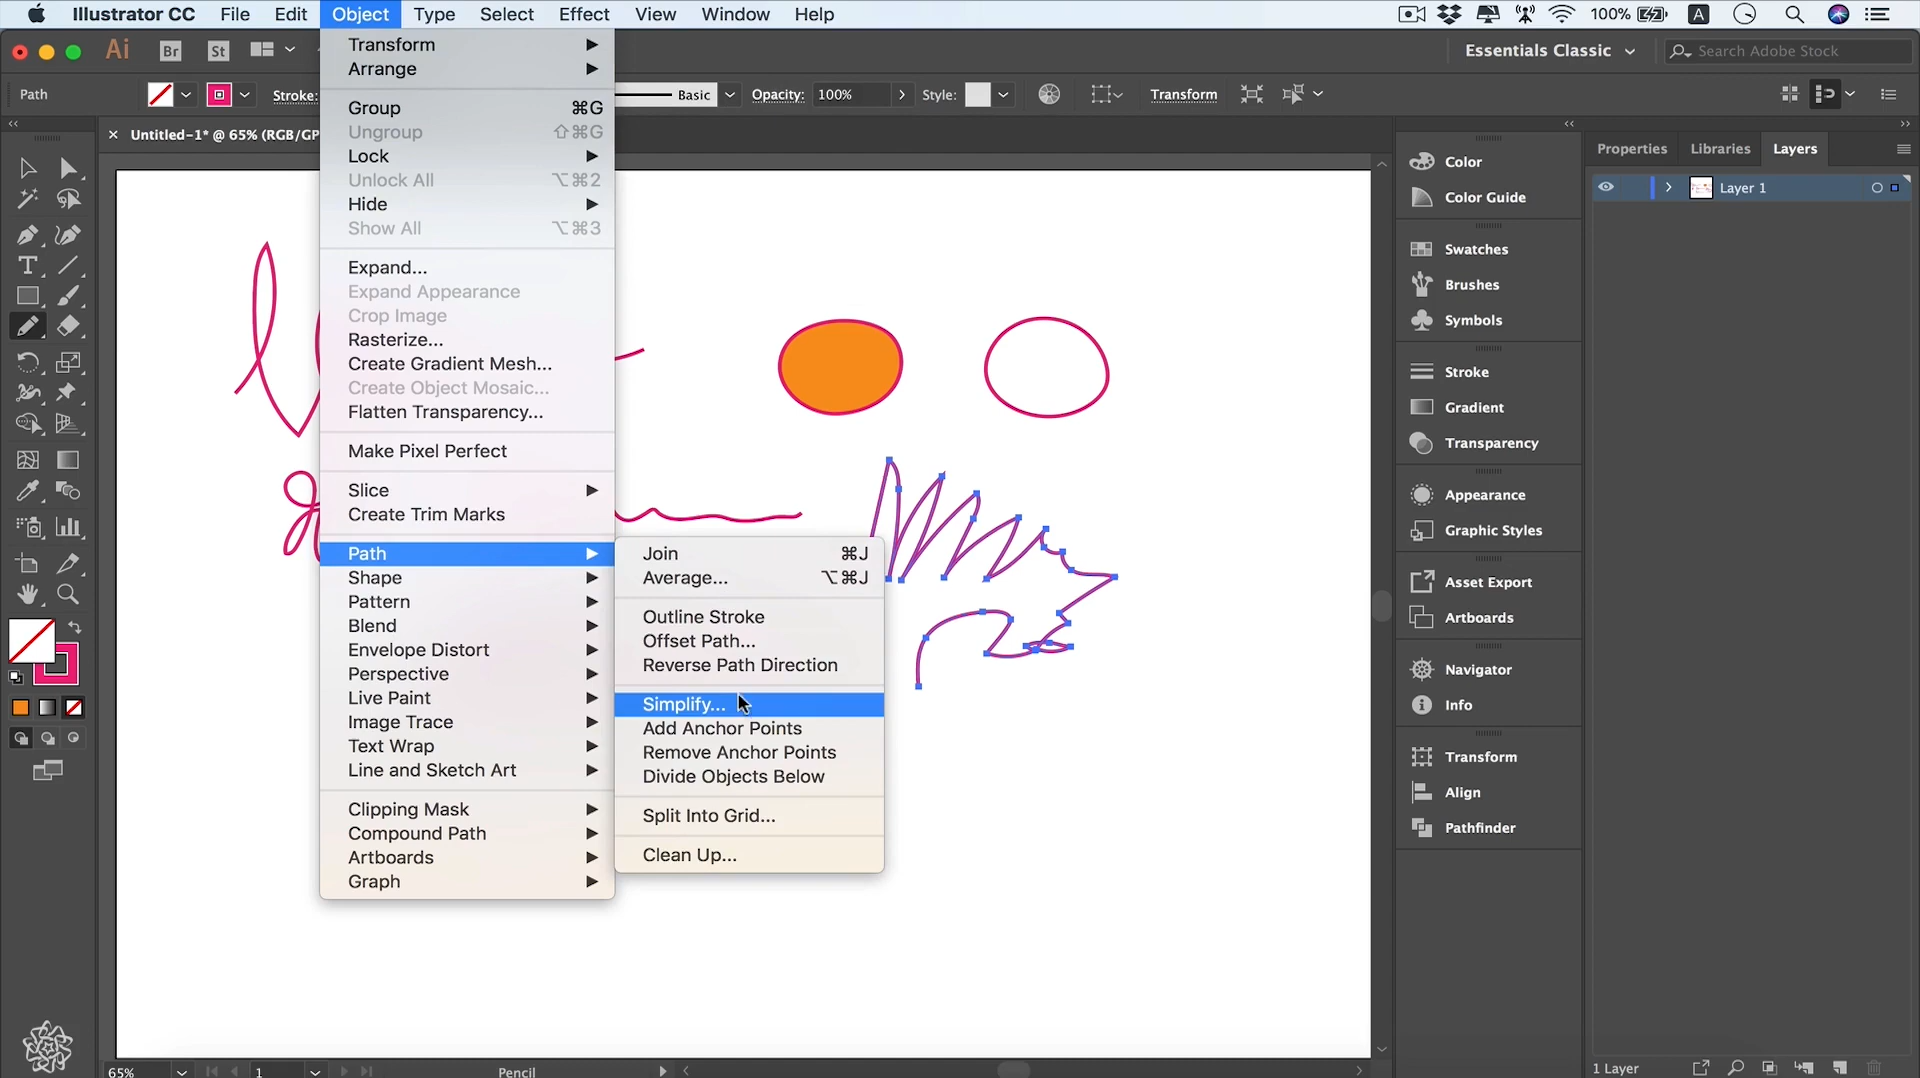 Illustrator CC File Edit Object Type Select Effect View Window Help 100% A
Ai Br St Essentials Classic Search Adobe Stock
Path Stroke: Basic Opacity: 100% Style: Transform
Untitled-1* @ 65% (RGB/GP
Transform
Arrange
Group ⌘G
Ungroup ⇧⌘G
Lock
Unlock All ⌥⌘2
Hide
Show All ⌥⌘3
Expand...
Expand Appearance
Crop Image
Rasterize...
Create Gradient Mesh...
Create Object Mosaic...
Flatten Transparency...
Make Pixel Perfect
Slice
Create Trim Marks
Path
Shape
Pattern
Blend
Envelope Distort
Perspective
Live Paint
Image Trace
Text Wrap
Line and Sketch Art
Clipping Mask
Compound Path
Artboards
Graph
Join ⌘J
Average... ⌥⌘J
Outline Stroke
Offset Path...
Reverse Path Direction
Simplify...
Add Anchor Points
Remove Anchor Points
Divide Objects Below
Split Into Grid...
Clean Up...
Color
Color Guide
Swatches
Brushes
Symbols
Stroke
Gradient
Transparency
Appearance
Graphic Styles
Asset Export
Artboards
Navigator
Info
Transform
Align
Pathfinder
Properties Libraries Layers
Layer 1
65% 1 Pencil
1 Layer